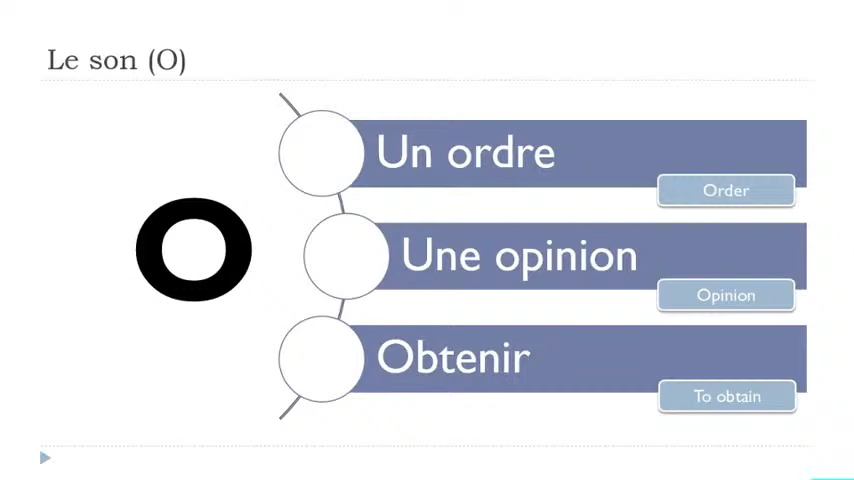 Le son (O)
o
Un ordre
Order
Une opinion
Opinion
Obtenir
To obtain